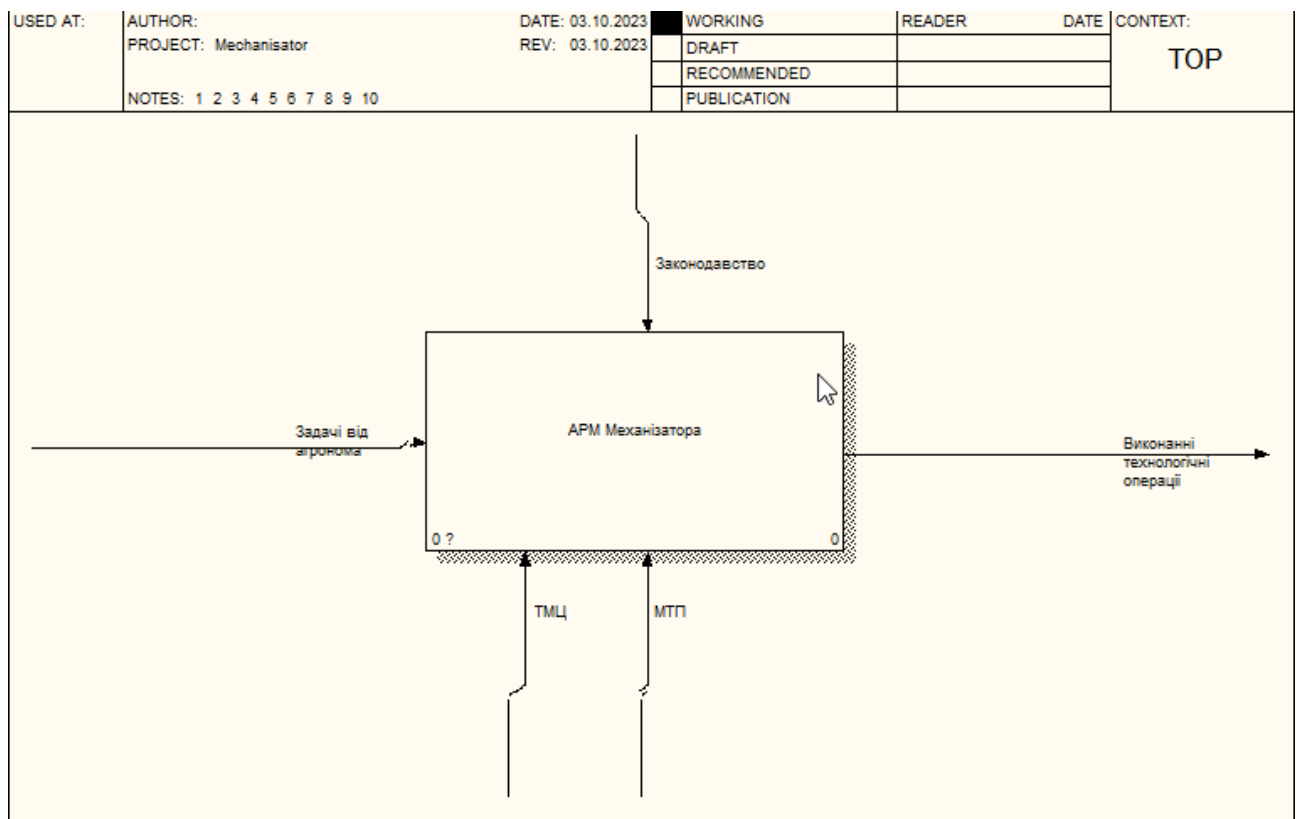 USED AT:
AUTHOR:
DATE: 03.10.2023
WORKING
READER
DATE
CONTEXT:
PROJECT: Mechanisator
REV: 03.10.2023
DRAFT
TOP
RECOMMENDED
NOTES: 1 2 3 4 5 6 7 8 9 10
PUBLICATION
Законодавство
Задачі від
агронома
АРМ Механізатора
Виконанні
технологічні
операції
0 ?
0
ТМЦ
МТП